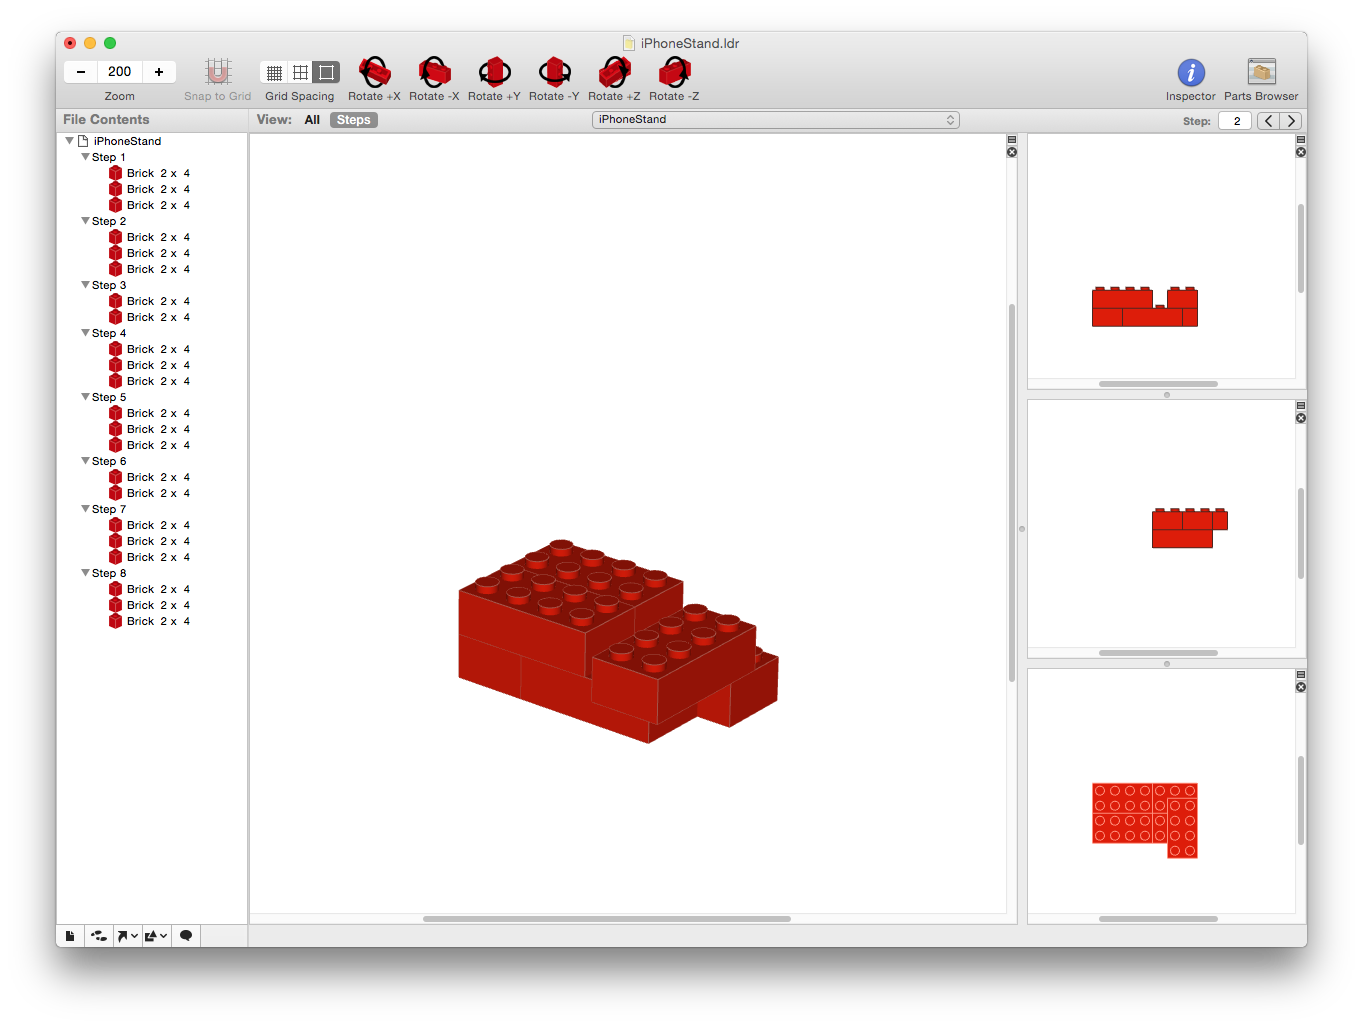 iPhoneStand.ldr
200
Zoom
Snap to Grid
Grid Spacing
Rotate +X
Rotate -X
Rotate +Y
Rotate -Y
Rotate +Z
Rotate -Z
Inspector
Parts Browser
File Contents
View: All Steps
iPhoneStand
Step: 2
iPhoneStand
Step 1
Brick 2 x 4
Brick 2 x 4
Brick 2 x 4
Step 2
Brick 2 x 4
Brick 2 x 4
Brick 2 x 4
Step 3
Brick 2 x 4
Brick 2 x 4
Step 4
Brick 2 x 4
Brick 2 x 4
Brick 2 x 4
Step 5
Brick 2 x 4
Brick 2 x 4
Brick 2 x 4
Step 6
Brick 2 x 4
Brick 2 x 4
Step 7
Brick 2 x 4
Brick 2 x 4
Brick 2 x 4
Step 8
Brick 2 x 4
Brick 2 x 4
Brick 2 x 4